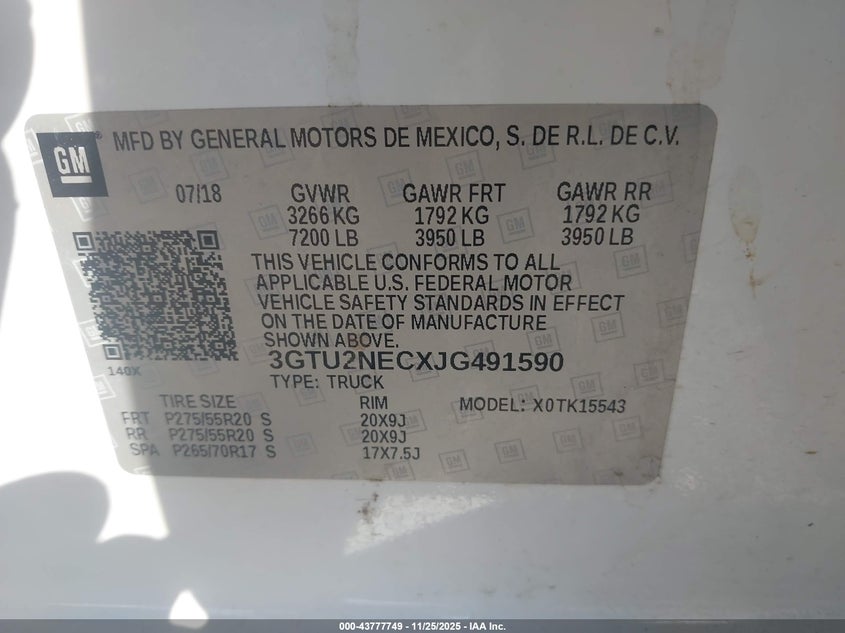 GM
MFD BY GENERAL MOTORS DE MEXICO, S. DE R.L. DE C.V.
07/18 GVWR GAWR FRT GAWR RR
3266 KG 1792 KG 1792 KG
7200 LB 3950 LB 3950 LB
THIS VEHICLE CONFORMS TO ALL
APPLICABLE U.S. FEDERAL MOTOR
VEHICLE SAFETY STANDARDS IN EFFECT
ON THE DATE OF MANUFACTURE
SHOWN ABOVE.
140X
3GTU2NECXJG491590
TYPE: TRUCK
TIRE SIZE RIM MODEL: X0TK15543
FRT P275/55R20 S 20X9J
RR P275/55R20 S 20X9J
SPA P265/70R17 S 17X7.5J
000-43777749 - 11/25/2025 - IAA Inc.